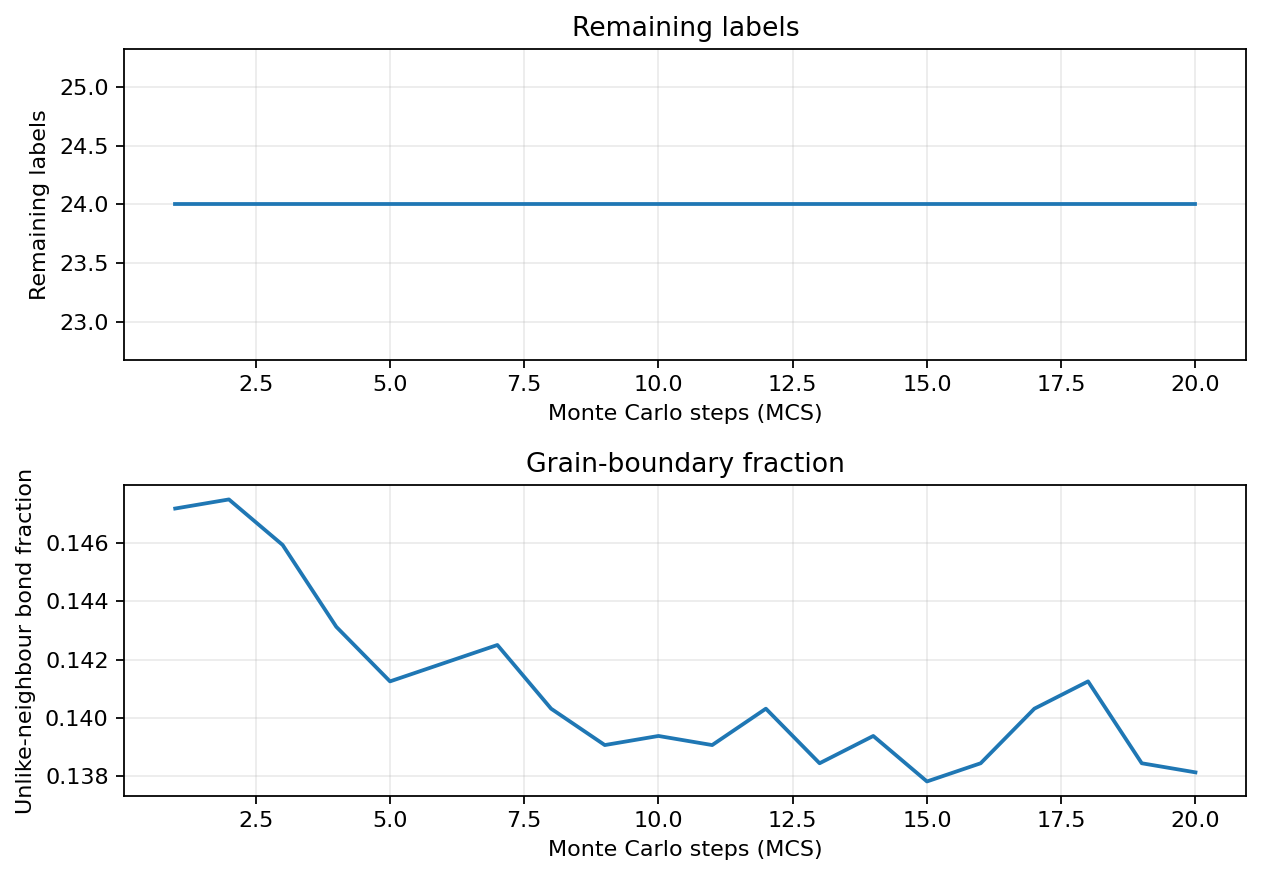 Remaining labels
Remaining labels
25.0
24.5
24.0
23.5
23.0
2.5 5.0 7.5 10.0 12.5 15.0 17.5 20.0
Monte Carlo steps (MCS)
Grain-boundary fraction
Unlike-neighbour bond fraction
0.146
0.144
0.142
0.140
0.138
2.5 5.0 7.5 10.0 12.5 15.0 17.5 20.0
Monte Carlo steps (MCS)